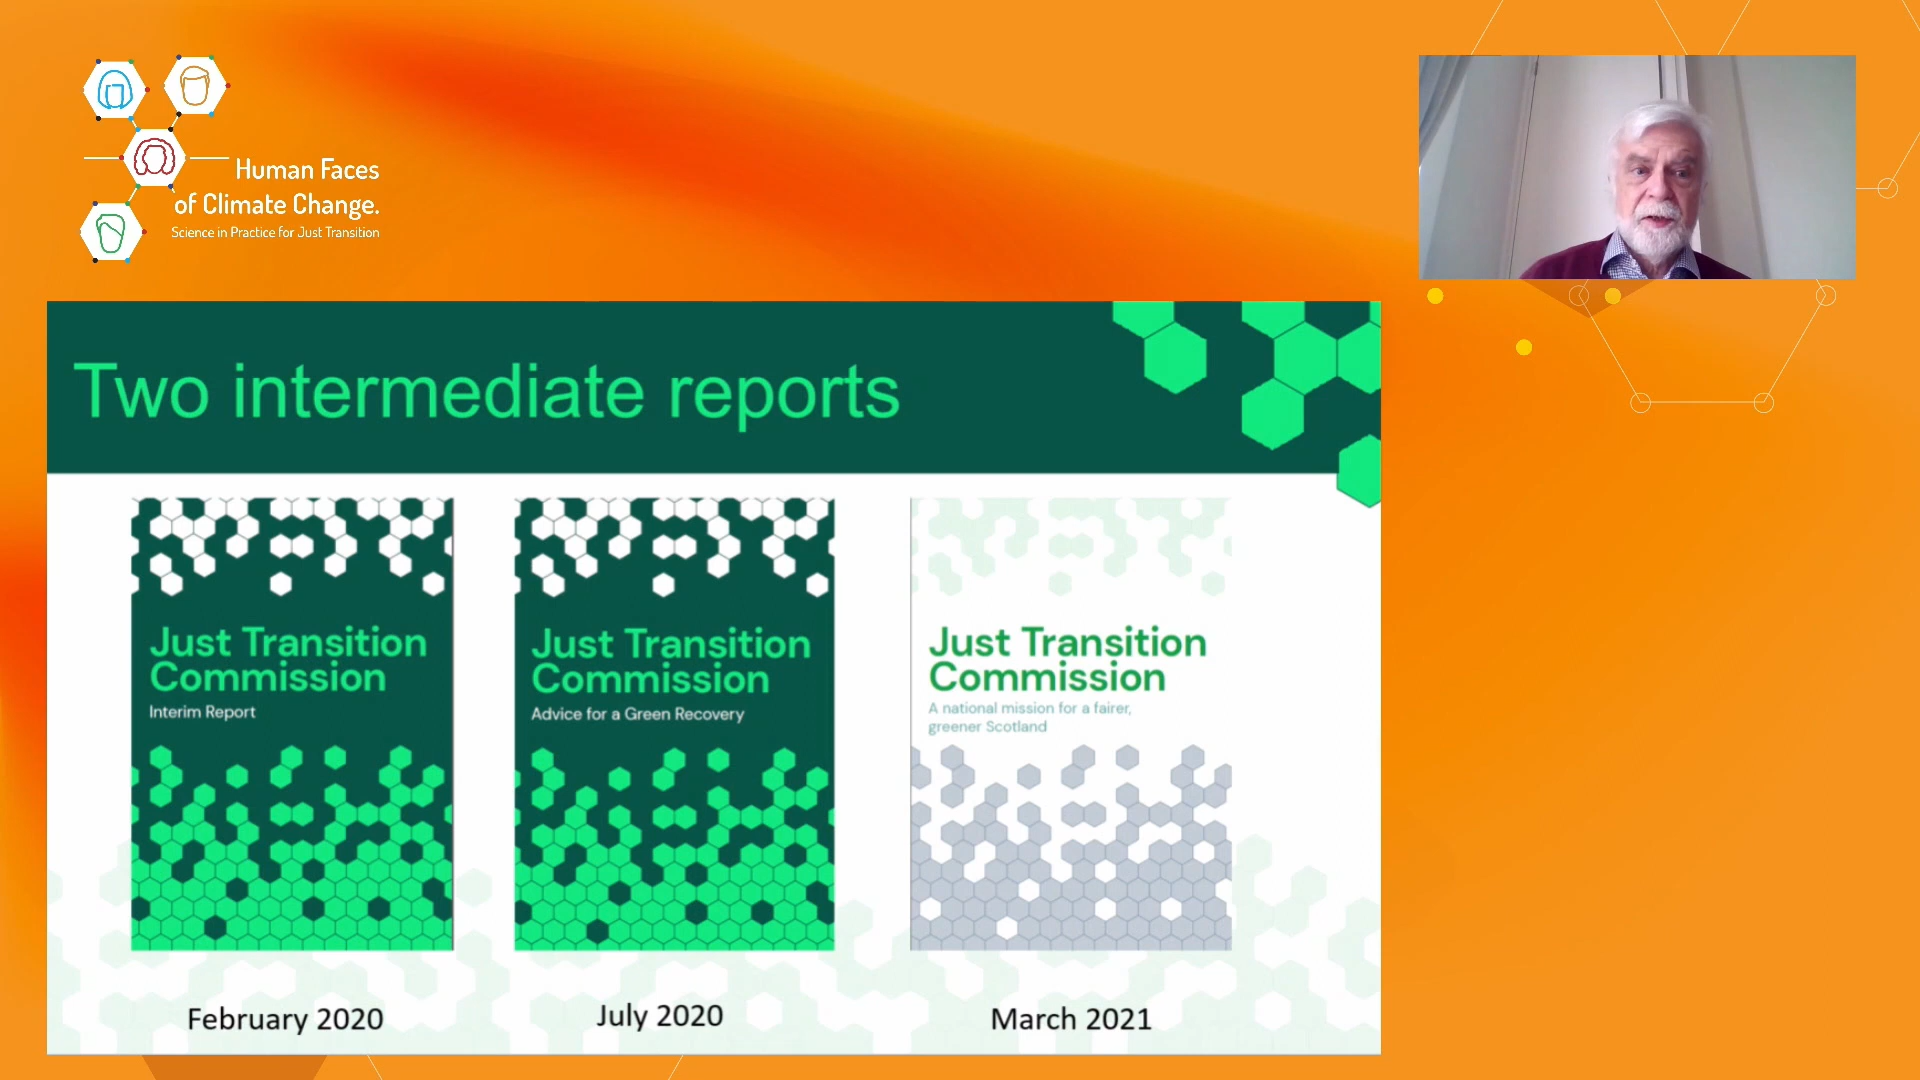 Human Faces
of Climate Change.
Science in Practice for Just Transition
Two intermediate reports
Just Transition
Commission
Interim Report
February 2020
Just Transition
Commission
Advice for a Green Recovery
July 2020
Just Transition
Commission
A national mission for a fairer,
greener Scotland
March 2021